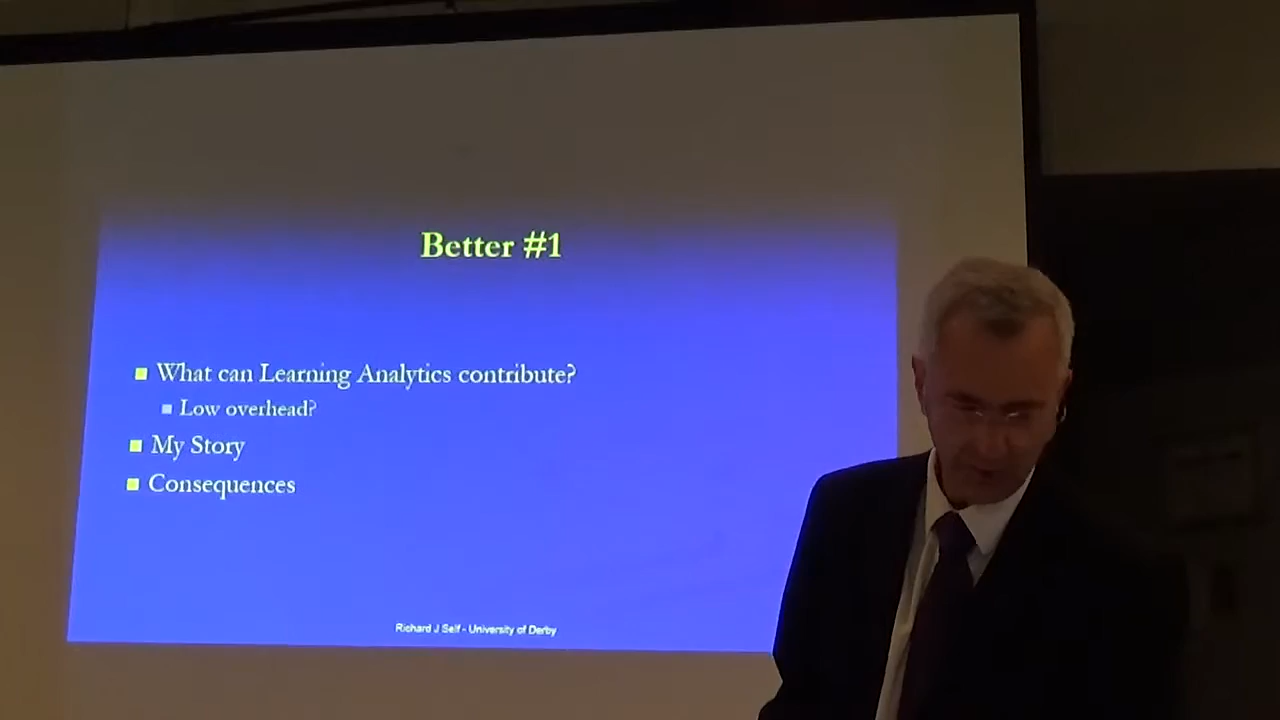 Better #1
What can Learning Analytics contribute?
Low overhead?
My Story
Consequences
Richard J Self - University of Derby